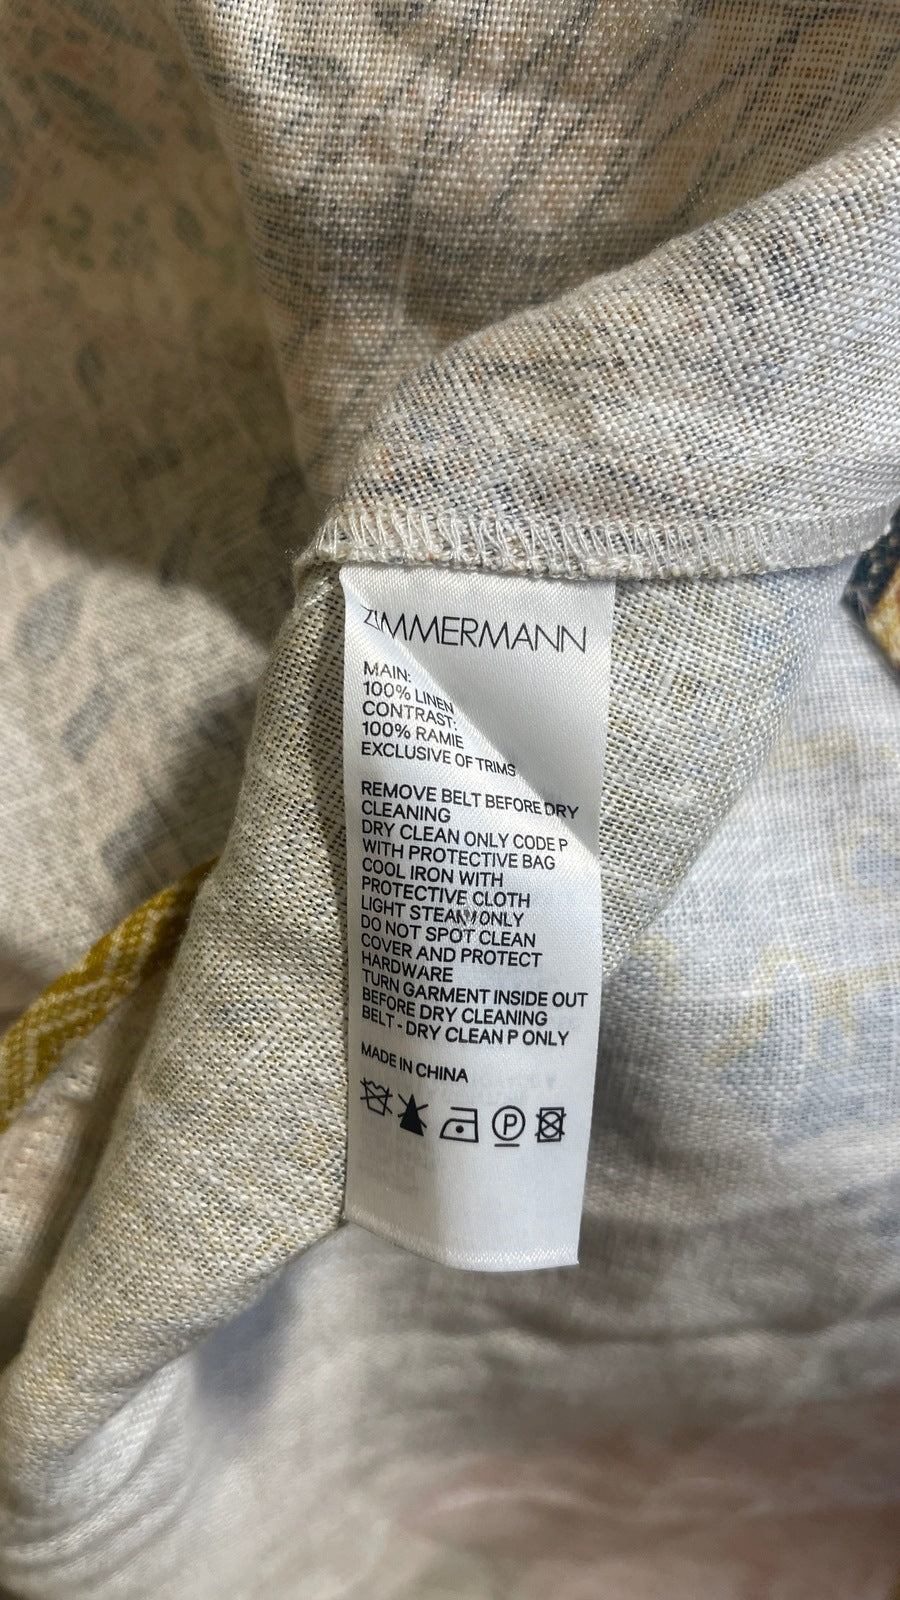 ZIMMERMANN
MAIN:
100% LINEN
CONTRAST:
100% RAMIE
EXCLUSIVE OF TRIMS
REMOVE BELT BEFORE DRY
CLEANING
DRY CLEAN ONLY CODE P
WITH PROTECTIVE BAG
COOL IRON WITH
PROTECTIVE CLOTH
LIGHT STEAM ONLY
DO NOT SPOT CLEAN
COVER AND PROTECT
HARDWARE
TURN GARMENT INSIDE OUT
BEFORE DRY CLEANING
BELT - DRY CLEAN P ONLY
MADE IN CHINA
P